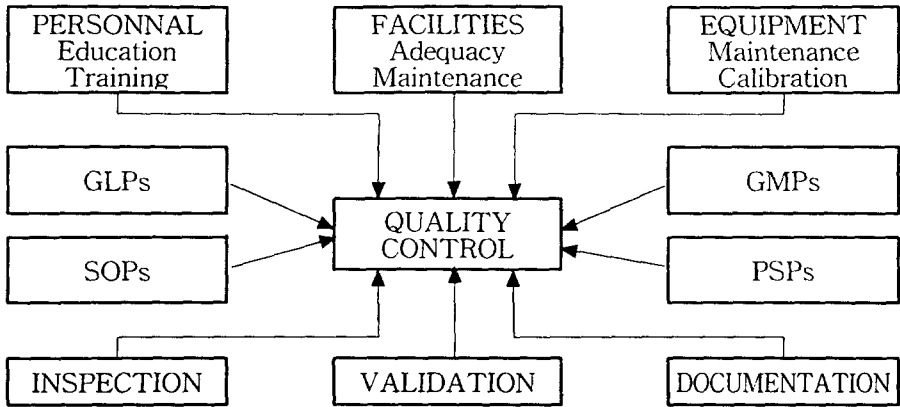 PERSONNAL
Education
Training
FACILITIES
Adequacy
Maintenance
EQUIPMENT
Maintenance
Calibration
GLPs
GMPs
QUALITY
CONTROL
SOPs
PSPs
INSPECTION
VALIDATION
DOCUMENTATION